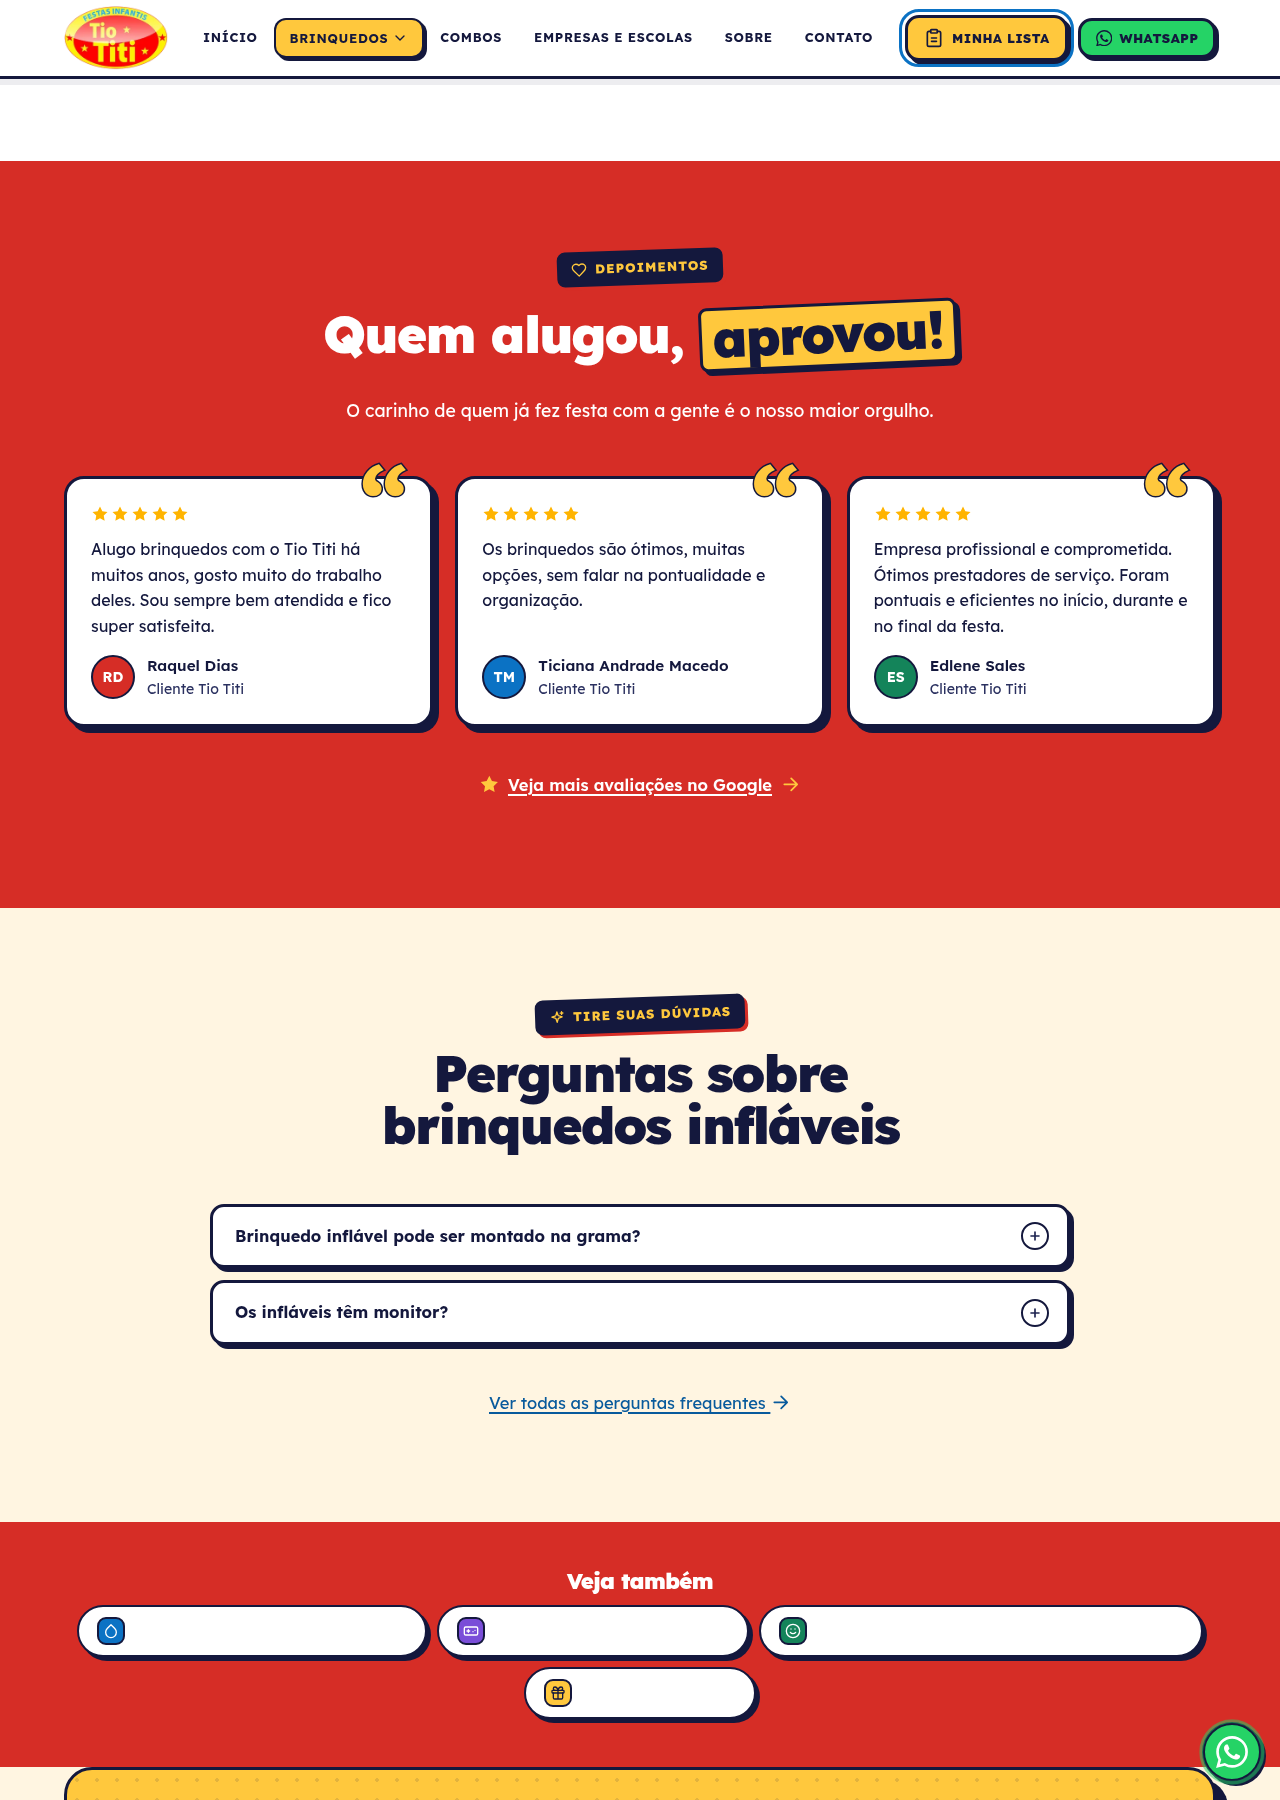 FESTAS INFANTIS
Tio
Titi
INÍCIO
BRINQUEDOS
COMBOS
EMPRESAS E ESCOLAS
SOBRE
CONTATO
MINHA LISTA
WHATSAPP
DEPOIMENTOS
Quem alugou, aprovou!
O carinho de quem já fez festa com a gente é o nosso maior orgulho.
“
Alugo brinquedos com o Tio Titi há
muitos anos, gosto muito do trabalho
deles. Sou sempre bem atendida e fico
super satisfeita.
RD
Raquel Dias
Cliente Tio Titi
“
Os brinquedos são ótimos, muitas
opções, sem falar na pontualidade e
organização.
TM
Ticiana Andrade Macedo
Cliente Tio Titi
“
Empresa profissional e comprometida.
Ótimos prestadores de serviço. Foram
pontuais e eficientes no início, durante e
no final da festa.
ES
Edlene Sales
Cliente Tio Titi
Veja mais avaliações no Google
TIRE SUAS DÚVIDAS
Perguntas sobre
brinquedos infláveis
Brinquedo inflável pode ser montado na grama?
Os infláveis têm monitor?
Ver todas as perguntas frequentes
Veja também